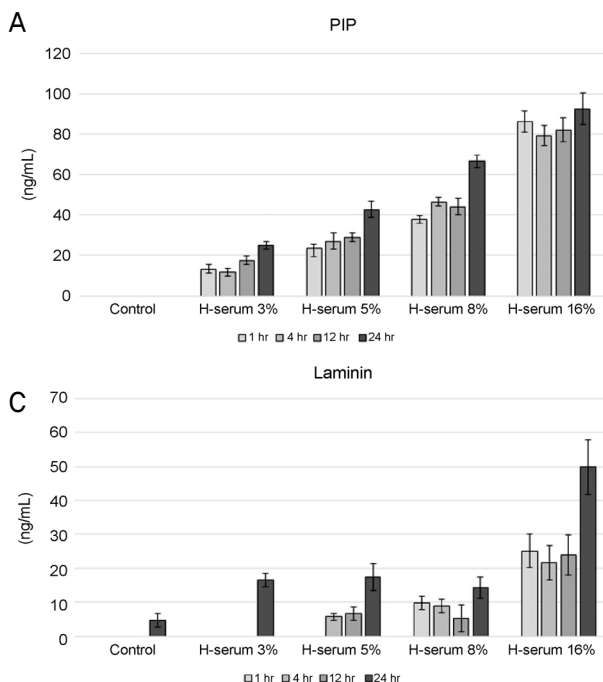 A
PIP
120
100
80
60
40
20
0
(ng/mL)
Control H-serum 3% H-serum 5% H-serum 8% H-serum 16%
1 hr 4 hr 12 hr 24 hr
Laminin
C
70
60
50
40
30
20
10
0
(ng/mL)
Control H-serum 3% H-serum 5% H-serum 8% H-serum 16%
1 hr 4 hr 12 hr 24 hr